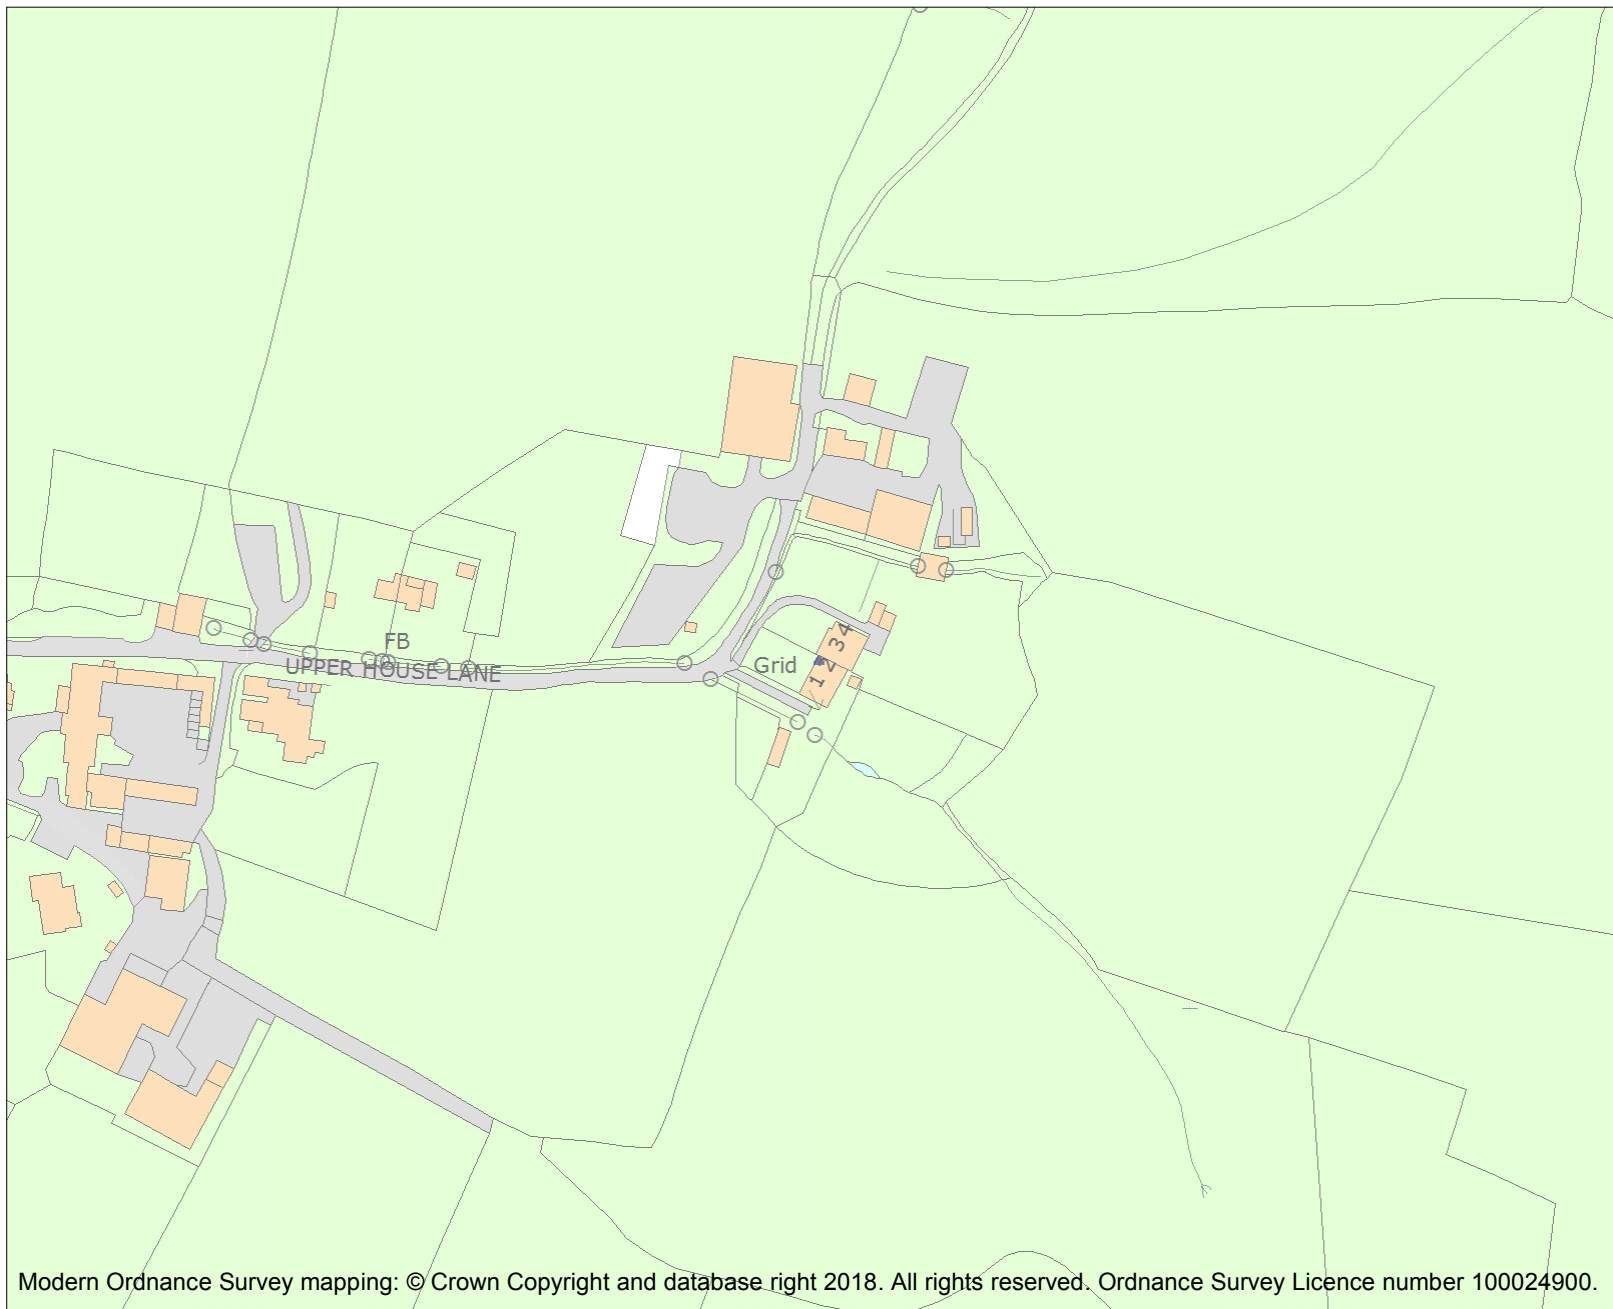 FB
UPPER HOUSE LANE
Grid
1 2 3 4
Modern Ordnance Survey mapping: © Crown Copyright and database right 2018. All rights reserved. Ordnance Survey Licence number 100024900.